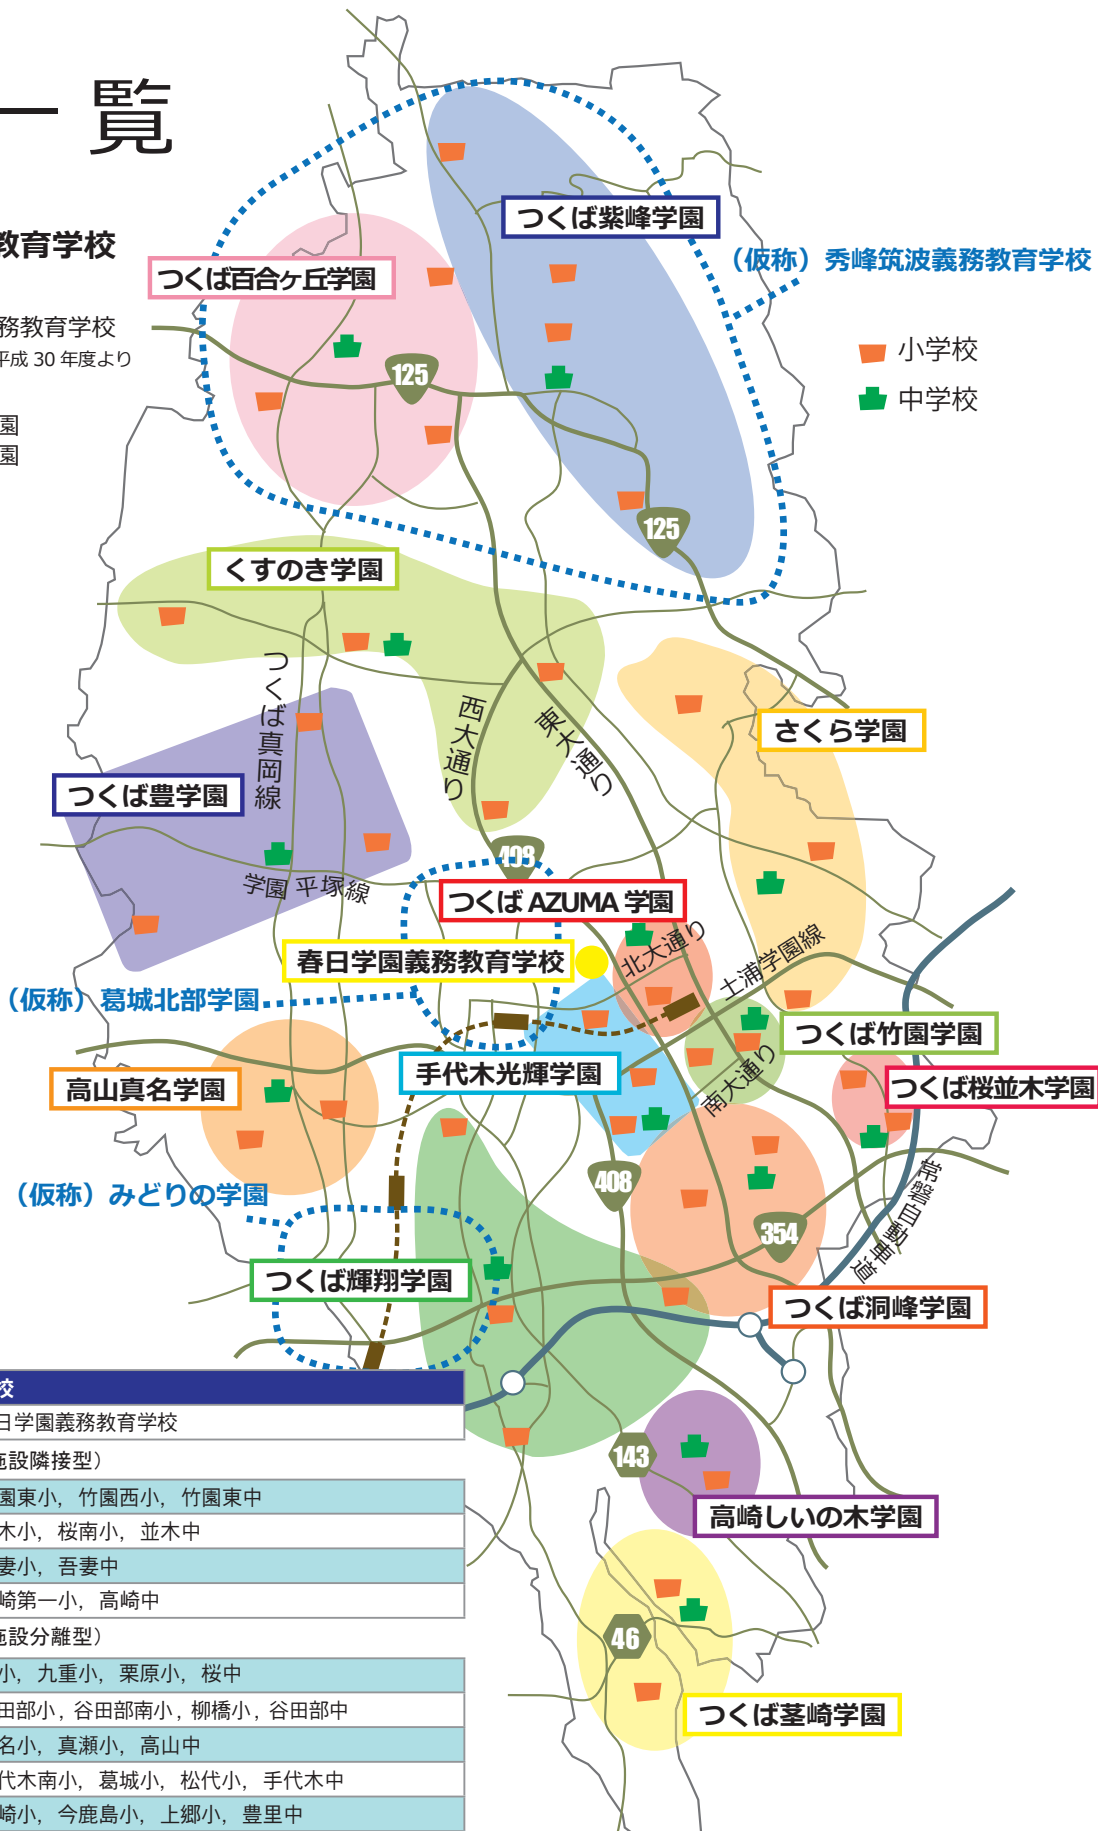 一覧
教育学校
務教育学校
平成 30 年度より
園
園
つくば紫峰学園
(仮称)秀峰筑波義務教育学校
つくば百合ヶ丘学園
小学校
中学校
125
125
くすのき学園
つくば真岡線
西大通り
東大通り
さくら学園
つくば豊学園
408
学園 平塚線
つくば AZUMA 学園
北大通り
土浦学園線
春日学園義務教育学校
(仮称)葛城北部学園
つくば竹園学園
手代木光輝学園
南大通り
つくば桜並木学園
高山真名学園
408
常磐自動車道
(仮称)みどりの学園
354
つくば輝翔学園
つくば洞峰学園
校
日学園義務教育学校
施設隣接型)
園東小, 竹園西小, 竹園東中
木小, 桜南小, 並木中
妻小, 吾妻中
崎第一小, 高崎中
施設分離型)
小, 九重小, 栗原小, 桜中
田部小, 谷田部南小, 柳橋小, 谷田部中
名小, 真瀬小, 高山中
代木南小, 葛城小, 松代小, 手代木中
崎小, 今鹿島小, 上郷小, 豊里中
143
高崎しいの木学園
46
つくば茎崎学園